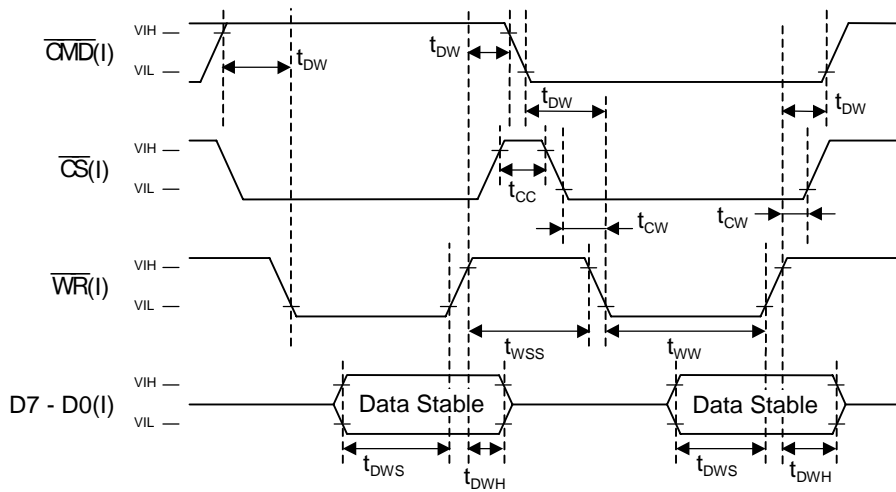 VIH
CMD(I)
VIL
tDW
tDW
tDW
tDW
VIH
CS(I)
VIL
tCC
tCW
tCW
VIH
WR(I)
VIL
tWSS
tWW
VIH
D7 - D0(I)
VIL
Data Stable
Data Stable
tDWS
tDWH
tDWS
tDWH